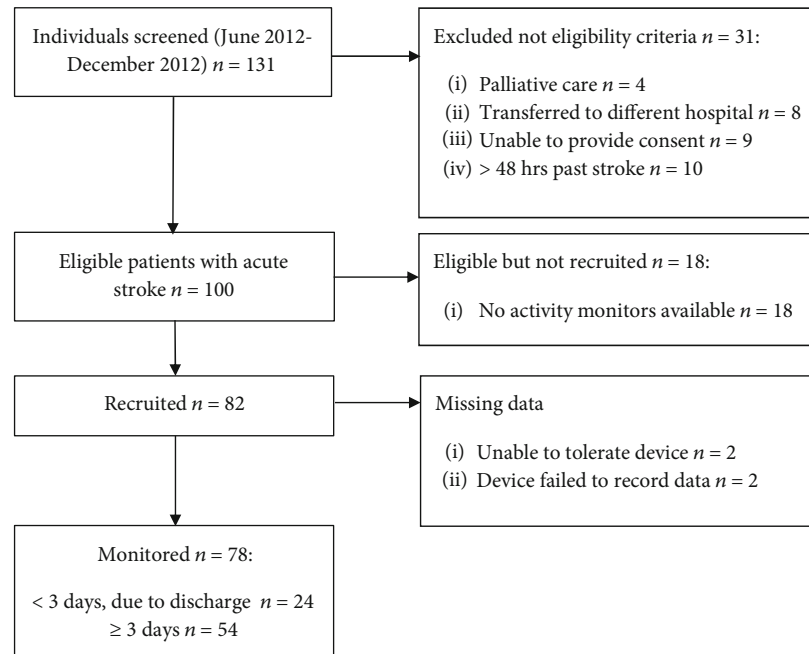 Individuals screened (June 2012-
December 2012) n = 131
Excluded not eligibility criteria n = 31:
(i) Palliative care n = 4
(ii) Transferred to different hospital n = 8
(iii) Unable to provide consent n = 9
(iv) > 48 hrs past stroke n = 10
Eligible patients with acute
stroke n = 100
Eligible but not recruited n = 18:
(i) No activity monitors available n = 18
Recruited n = 82
Missing data
(i) Unable to tolerate device n = 2
(ii) Device failed to record data n = 2
Monitored n = 78:
< 3 days, due to discharge n = 24
≥ 3 days n = 54